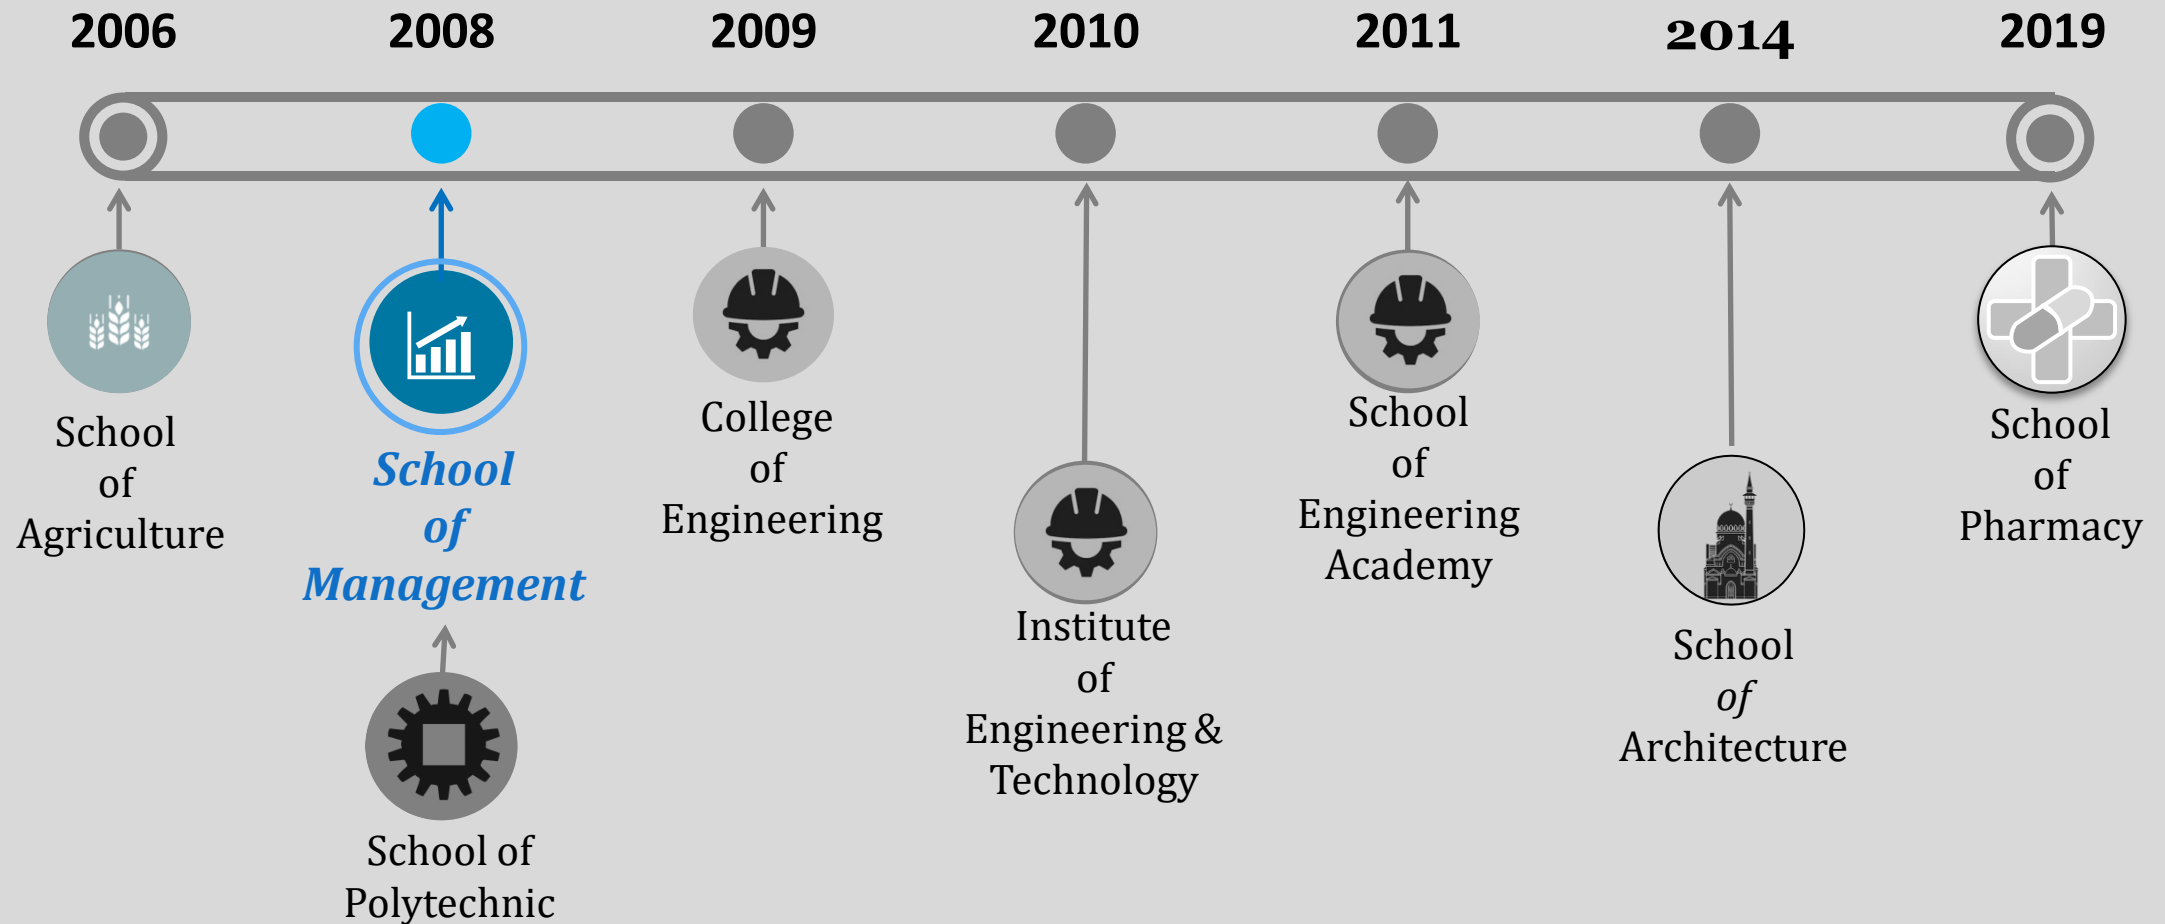 2006
2008
2009
2010
2011
2014
2019
School
of
Agriculture
School
of
Management
School of
Polytechnic
College
of
Engineering
Institute
of
Engineering &
Technology
School
of
Engineering
Academy
School
of
Architecture
School
of
Pharmacy